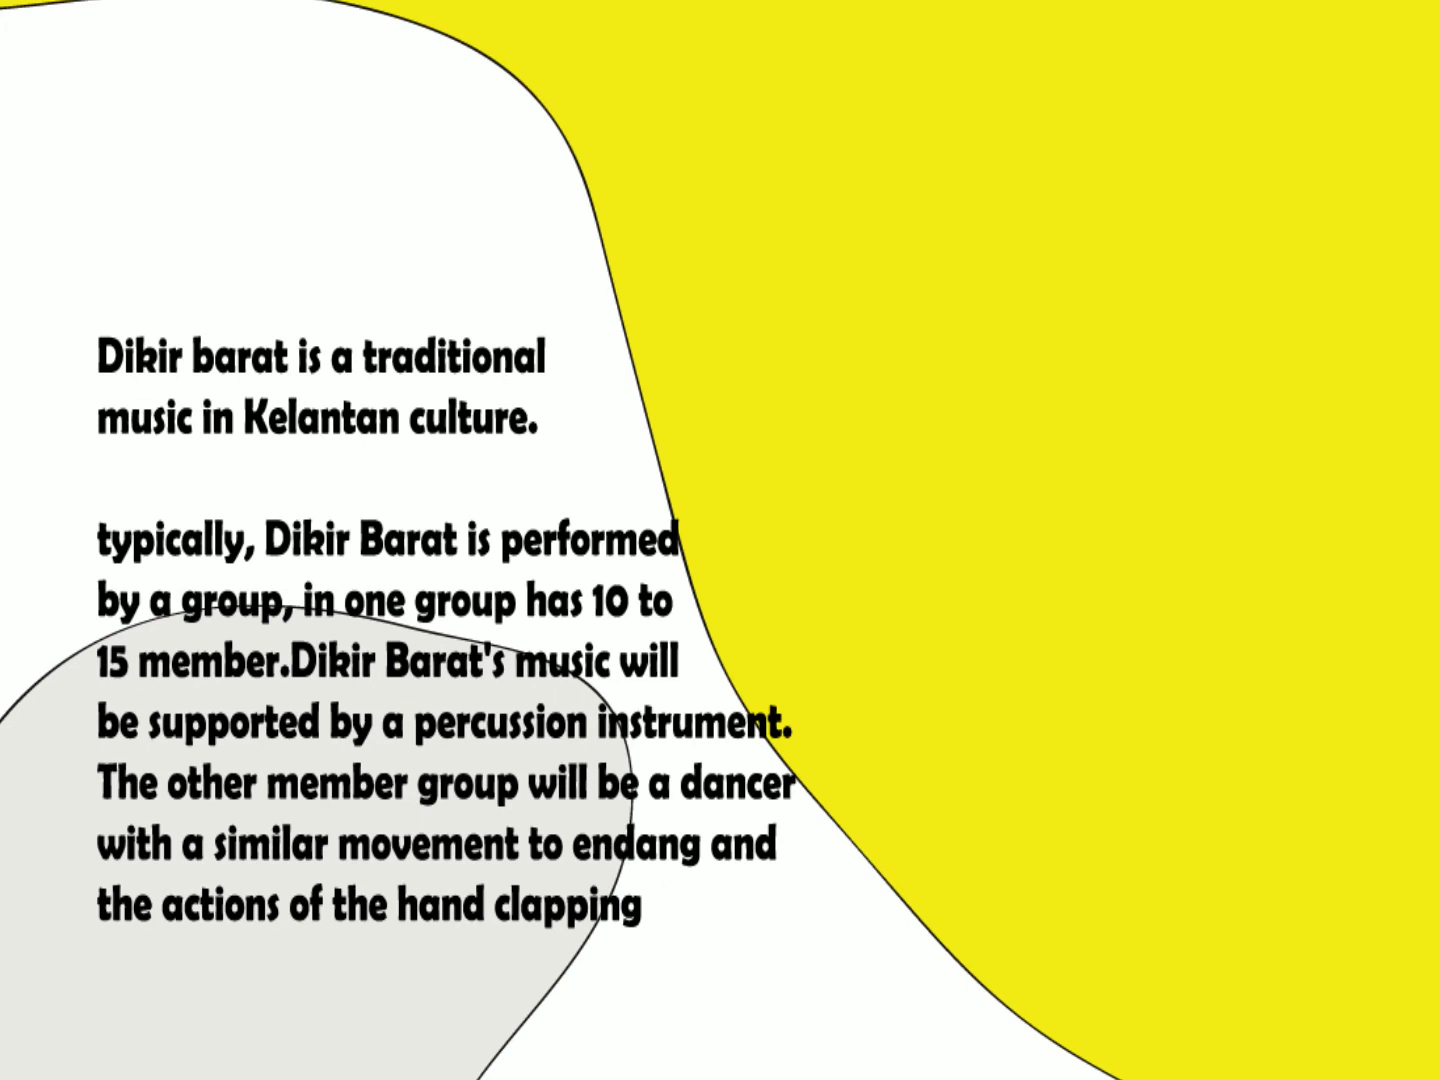 Dikir barat is a traditional
music in Kelantan culture.
typically, Dikir Barat is performed
by a group, in one group has 10 to
15 member.Dikir Barat's music will
be supported by a percussion instrument.
The other member group will be a dancer
with a similar movement to endang and
the actions of the hand clapping